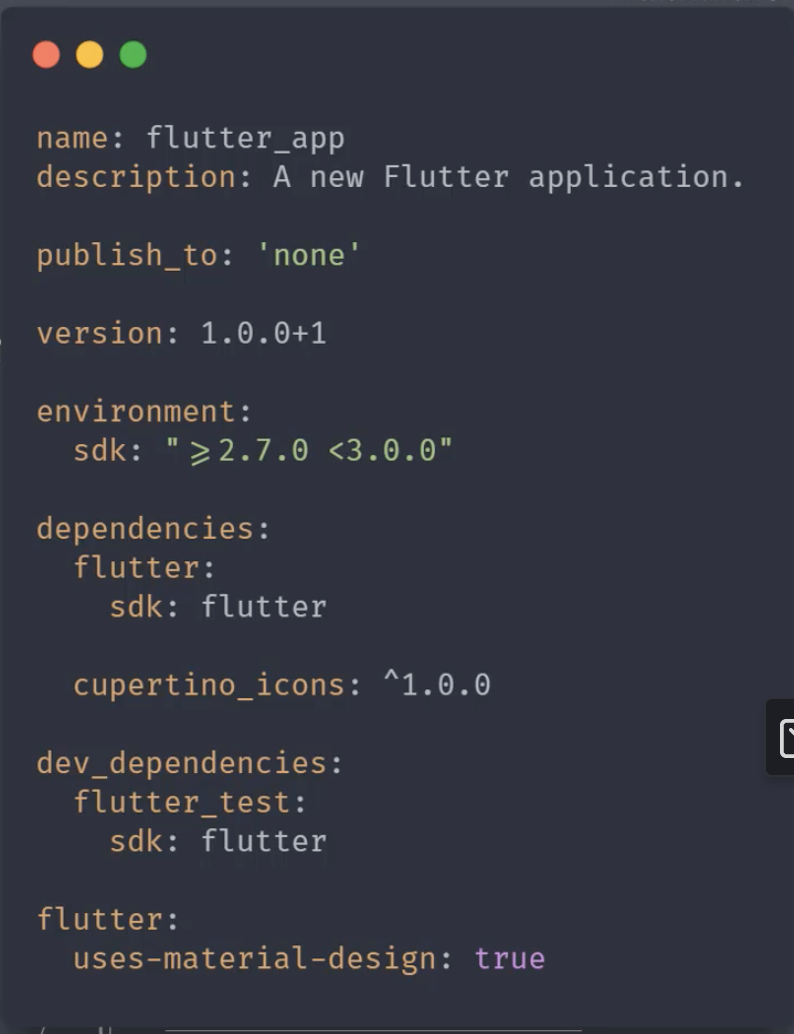 name: flutter_app
description: A new Flutter application.
publish_to: 'none'
version: 1.0.0+1
environment:
  sdk: ">=2.7.0 <3.0.0"
dependencies:
  flutter:
    sdk: flutter
  cupertino_icons: ^1.0.0
dev_dependencies:
  flutter_test:
    sdk: flutter
flutter:
  uses-material-design: true